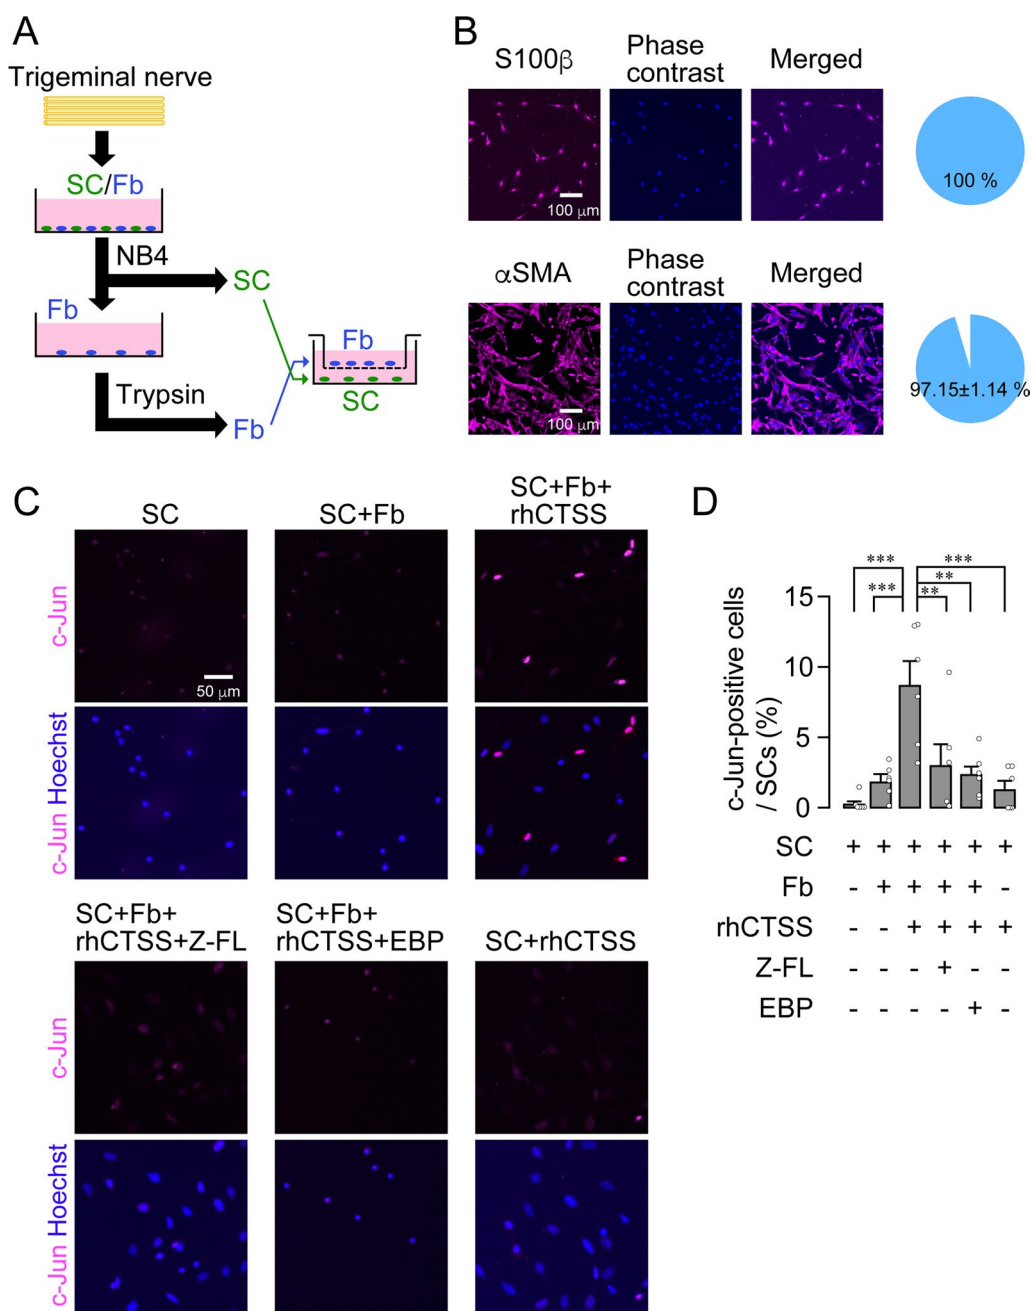 A
Trigeminal nerve
SC/Fb
NB4
SC
Fb
Fb
SC
Trypsin
Fb
B
S100β
Phase
contrast
Merged
100 μm
100 %
αSMA
Phase
contrast
Merged
100 μm
97.15±1.14 %
C
SC
SC+Fb
SC+Fb+
rhCTSS
c-Jun
50 μm
c-Jun Hoechst
SC+Fb+
rhCTSS+Z-FL
SC+Fb+
rhCTSS+EBP
SC+rhCTSS
c-Jun
c-Jun Hoechst
D
c-Jun-positive cells
/ SCs (%)
*** ***
**
*** **
15
10
5
0
SC + + + + + +
Fb - + + + + -
rhCTSS - - + + + +
Z-FL - - - + - -
EBP - - - - + -